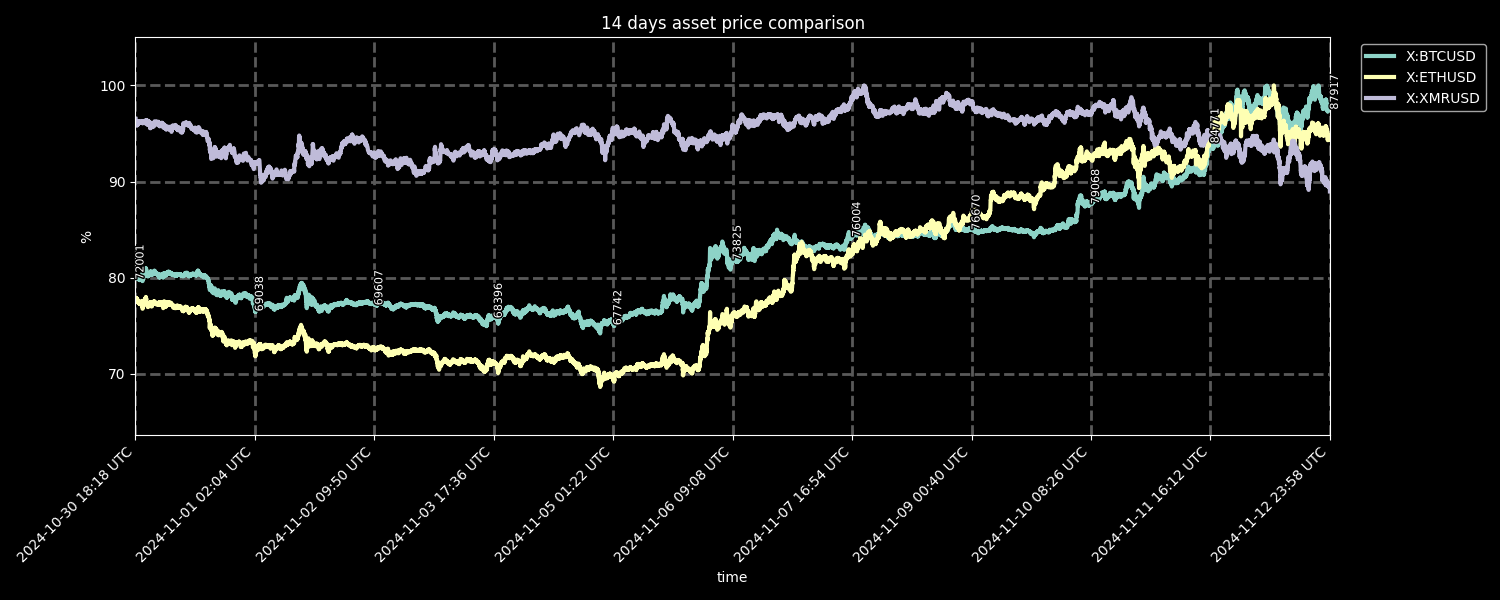 14 days asset price comparison
X:BTCUSD
X:ETHUSD
X:XMRUSD
%
100
90
80
70
72001
69038
69607
68396
67742
73825
76004
76670
79068
84771
87917
2024-10-30 18:18 UTC
2024-11-01 02:04 UTC
2024-11-02 09:50 UTC
2024-11-03 17:36 UTC
2024-11-05 01:22 UTC
2024-11-06 09:08 UTC
2024-11-07 16:54 UTC
2024-11-09 00:40 UTC
2024-11-10 08:26 UTC
2024-11-11 16:12 UTC
2024-11-12 23:58 UTC
time